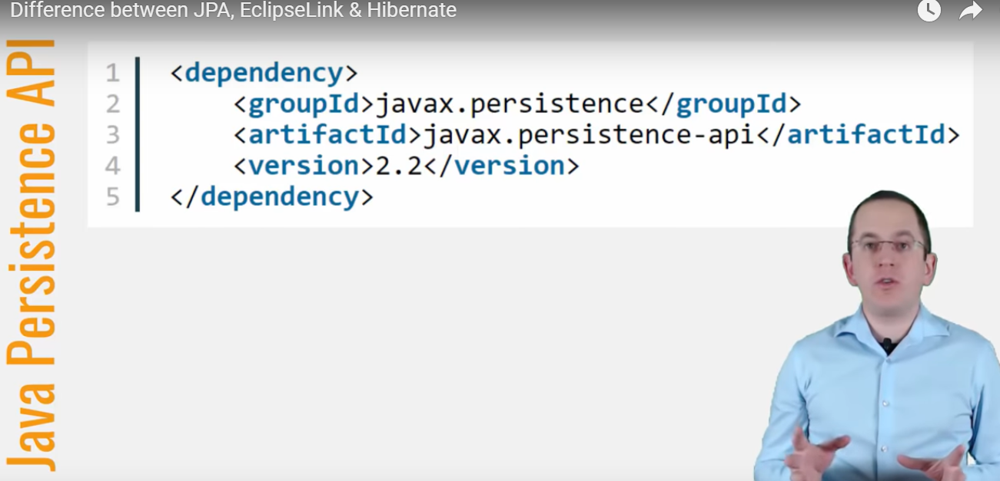 Difference between JPA, EclipseLink & Hibernate
Java Persistence API
1 <dependency>
2 <groupId>javax.persistence</groupId>
3 <artifactId>javax.persistence-api</artifactId>
4 <version>2.2</version>
5 </dependency>